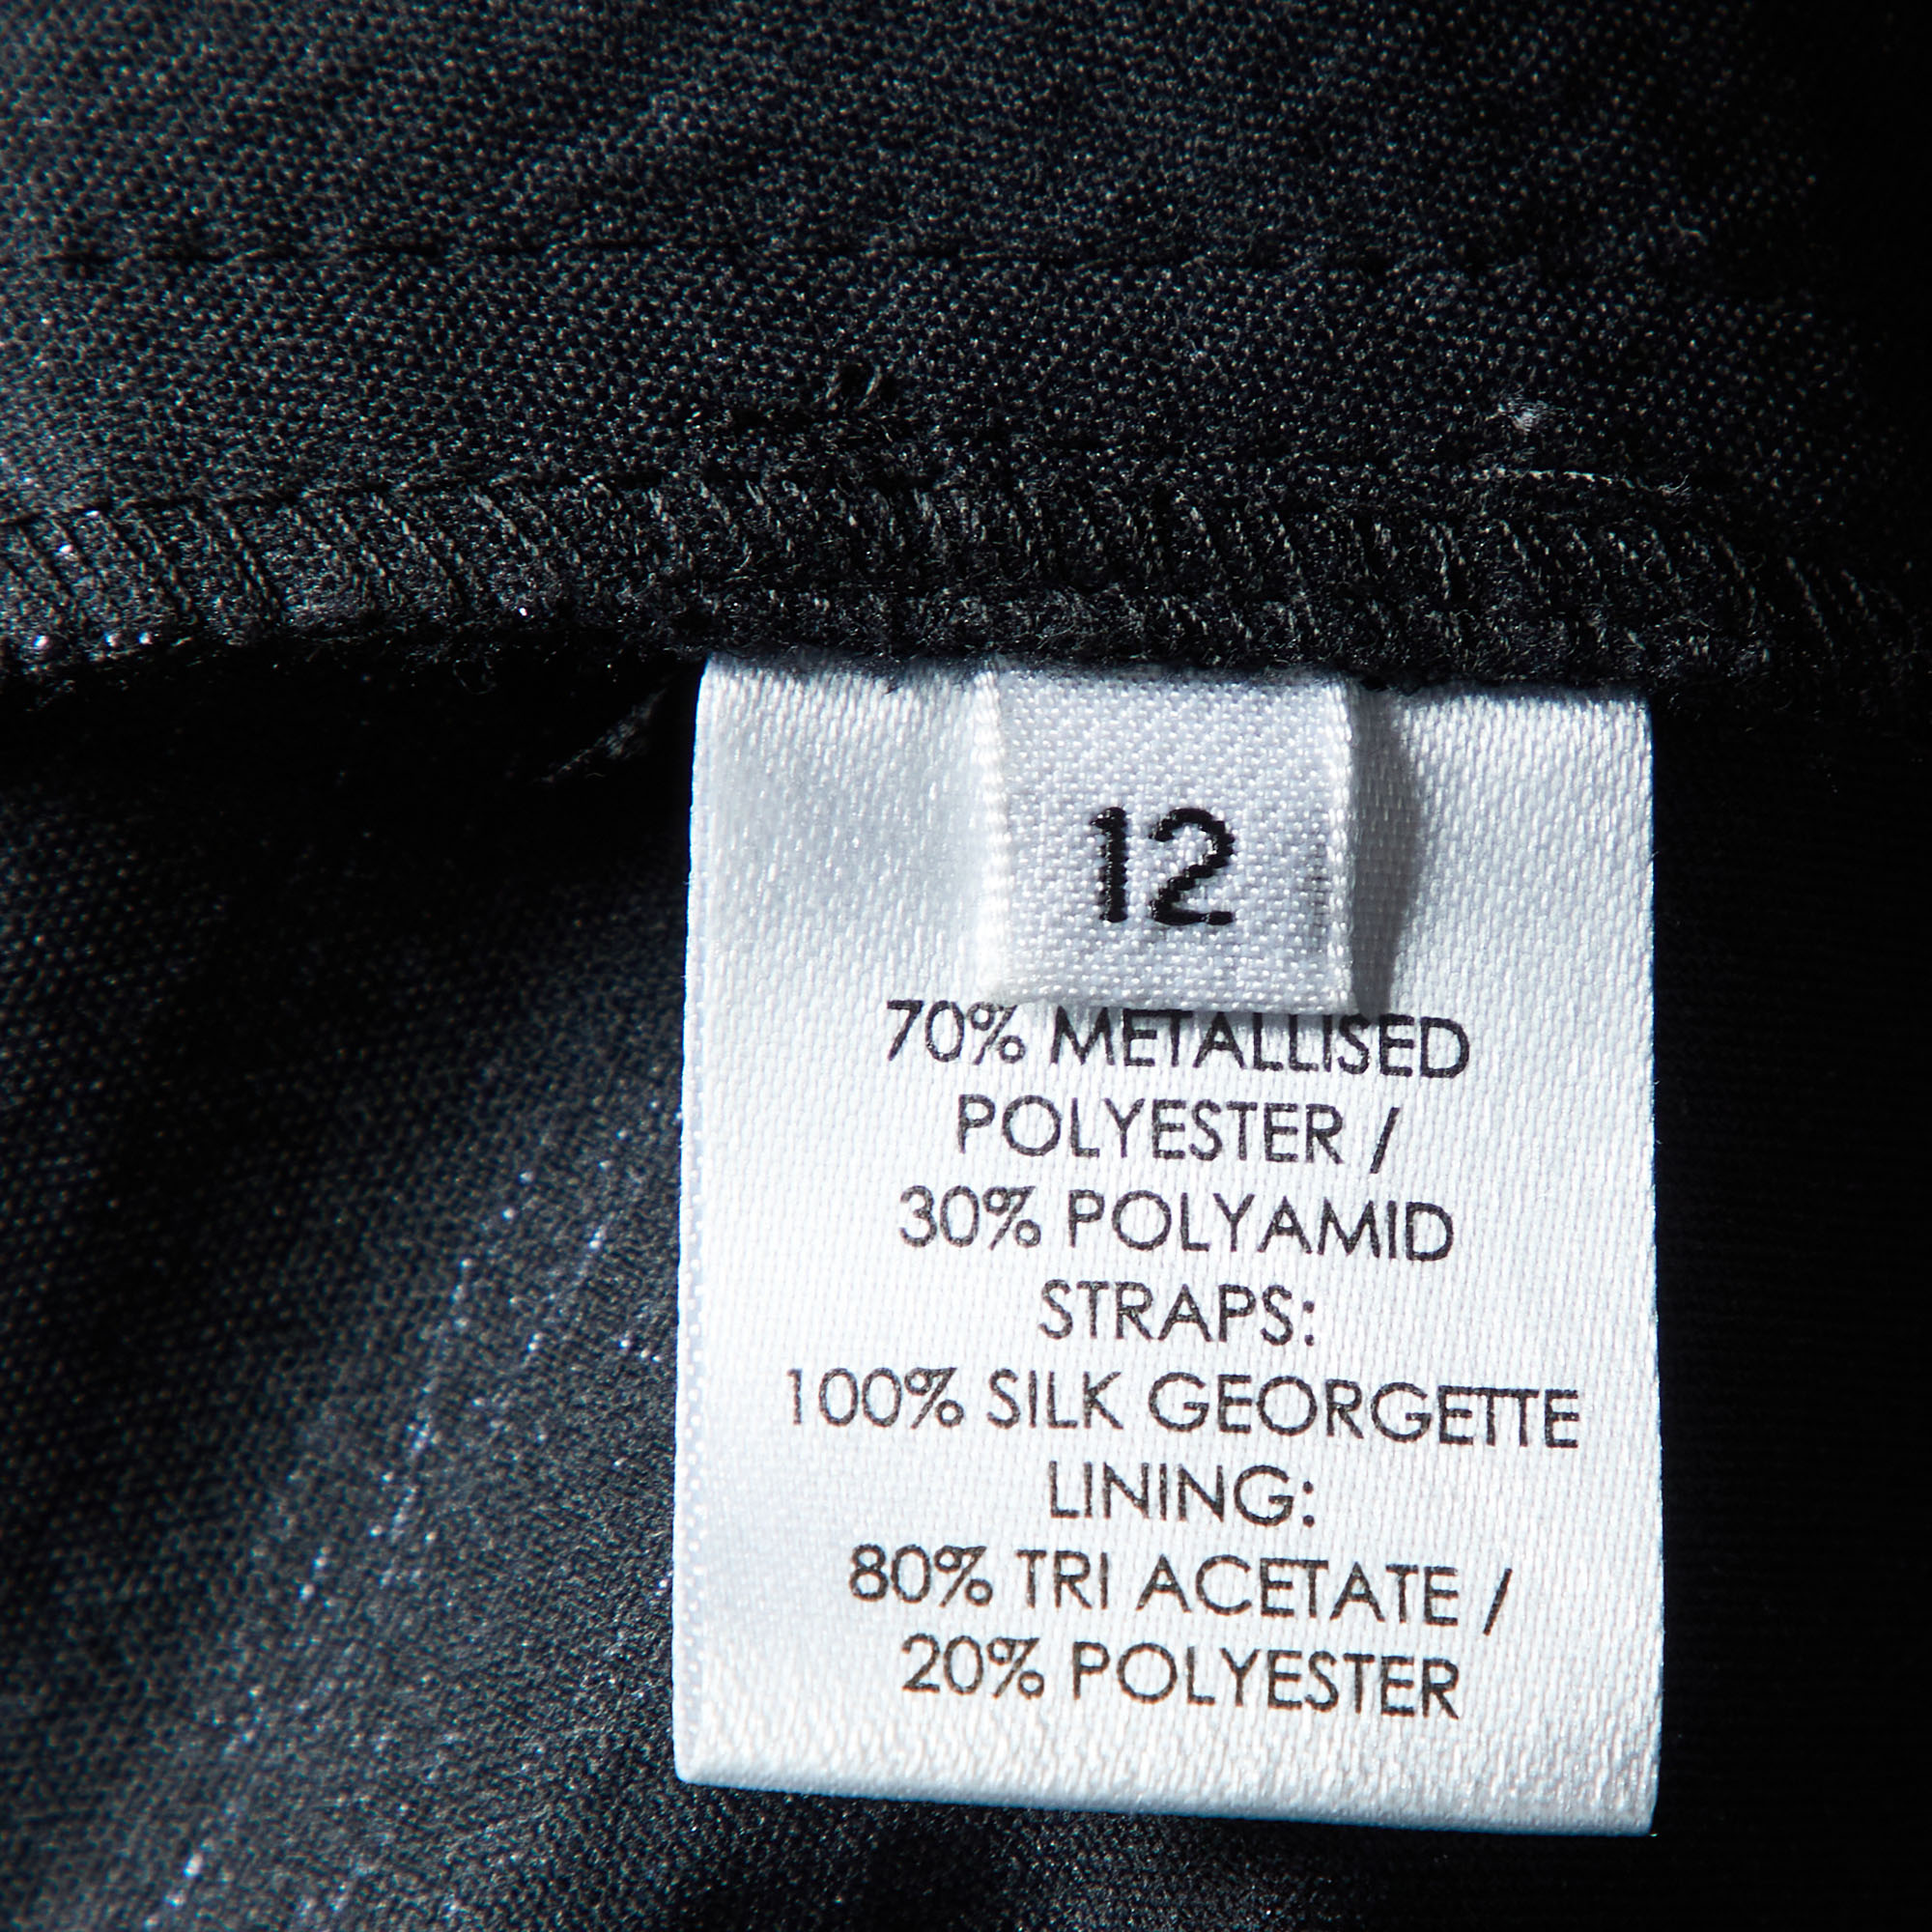 12
70% METALLISED
POLYESTER /
30% POLYAMID
STRAPS:
100% SILK GEORGETTE
LINING:
80% TRI ACETATE /
20% POLYESTER